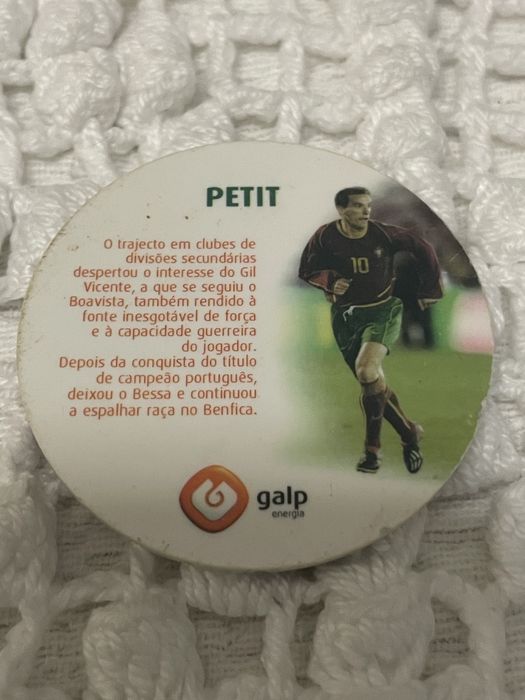 PETIT
O trajecto em clubes de
divisões secundárias
despertou o interesse do Gil
Vicente, a que se seguiu o
Boavista, também rendido à
fonte inesgotável de força
e à capacidade guerreira
do jogador.
Depois da conquista do título
de campeão português,
deixou o Bessa e continuou
a espalhar raça no Benfica.
10
galp
energia